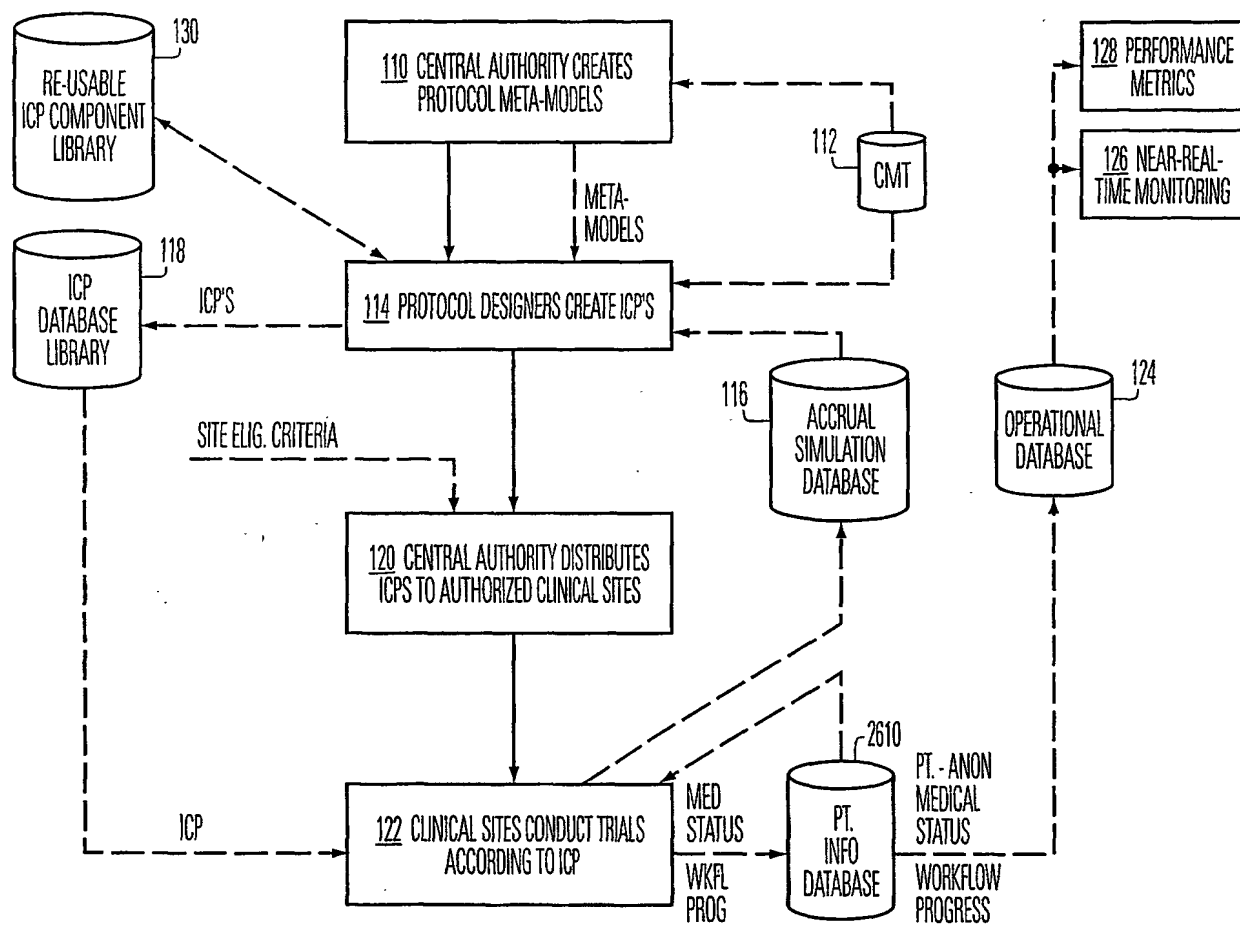 130
RE-USABLE
ICP COMPONENT
LIBRARY
110 CENTRAL AUTHORITY CREATES
PROTOCOL META-MODELS
112
CMT
128 PERFORMANCE
METRICS
126 NEAR-REAL-
TIME MONITORING
META-
MODELS
118
ICP
DATABASE
LIBRARY
ICP'S
114 PROTOCOL DESIGNERS CREATE ICP'S
116
ACCRUAL
SIMULATION
DATABASE
124
OPERATIONAL
DATABASE
SITE ELIG. CRITERIA
120 CENTRAL AUTHORITY DISTRIBUTES
ICPS TO AUTHORIZED CLINICAL SITES
ICP
122 CLINICAL SITES CONDUCT TRIALS
ACCORDING TO ICP
MED
STATUS
WKFL
PROG
2610
PT.
INFO
DATABASE
PT. - ANON
MEDICAL
STATUS
WORKFLOW
PROGRESS